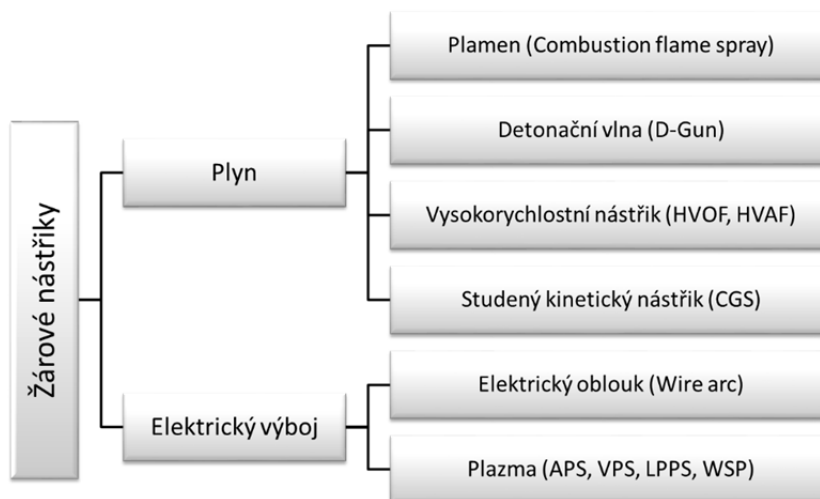 Žárové nástřiky
Plyn
Plamen (Combustion flame spray)
Detonační vlna (D-Gun)
Vysokorychlostní nástřik (HVOF, HVAF)
Studený kinetický nástřik (CGS)
Elektrický výboj
Elektrický oblouk (Wire arc)
Plazma (APS, VPS, LPPS, WSP)